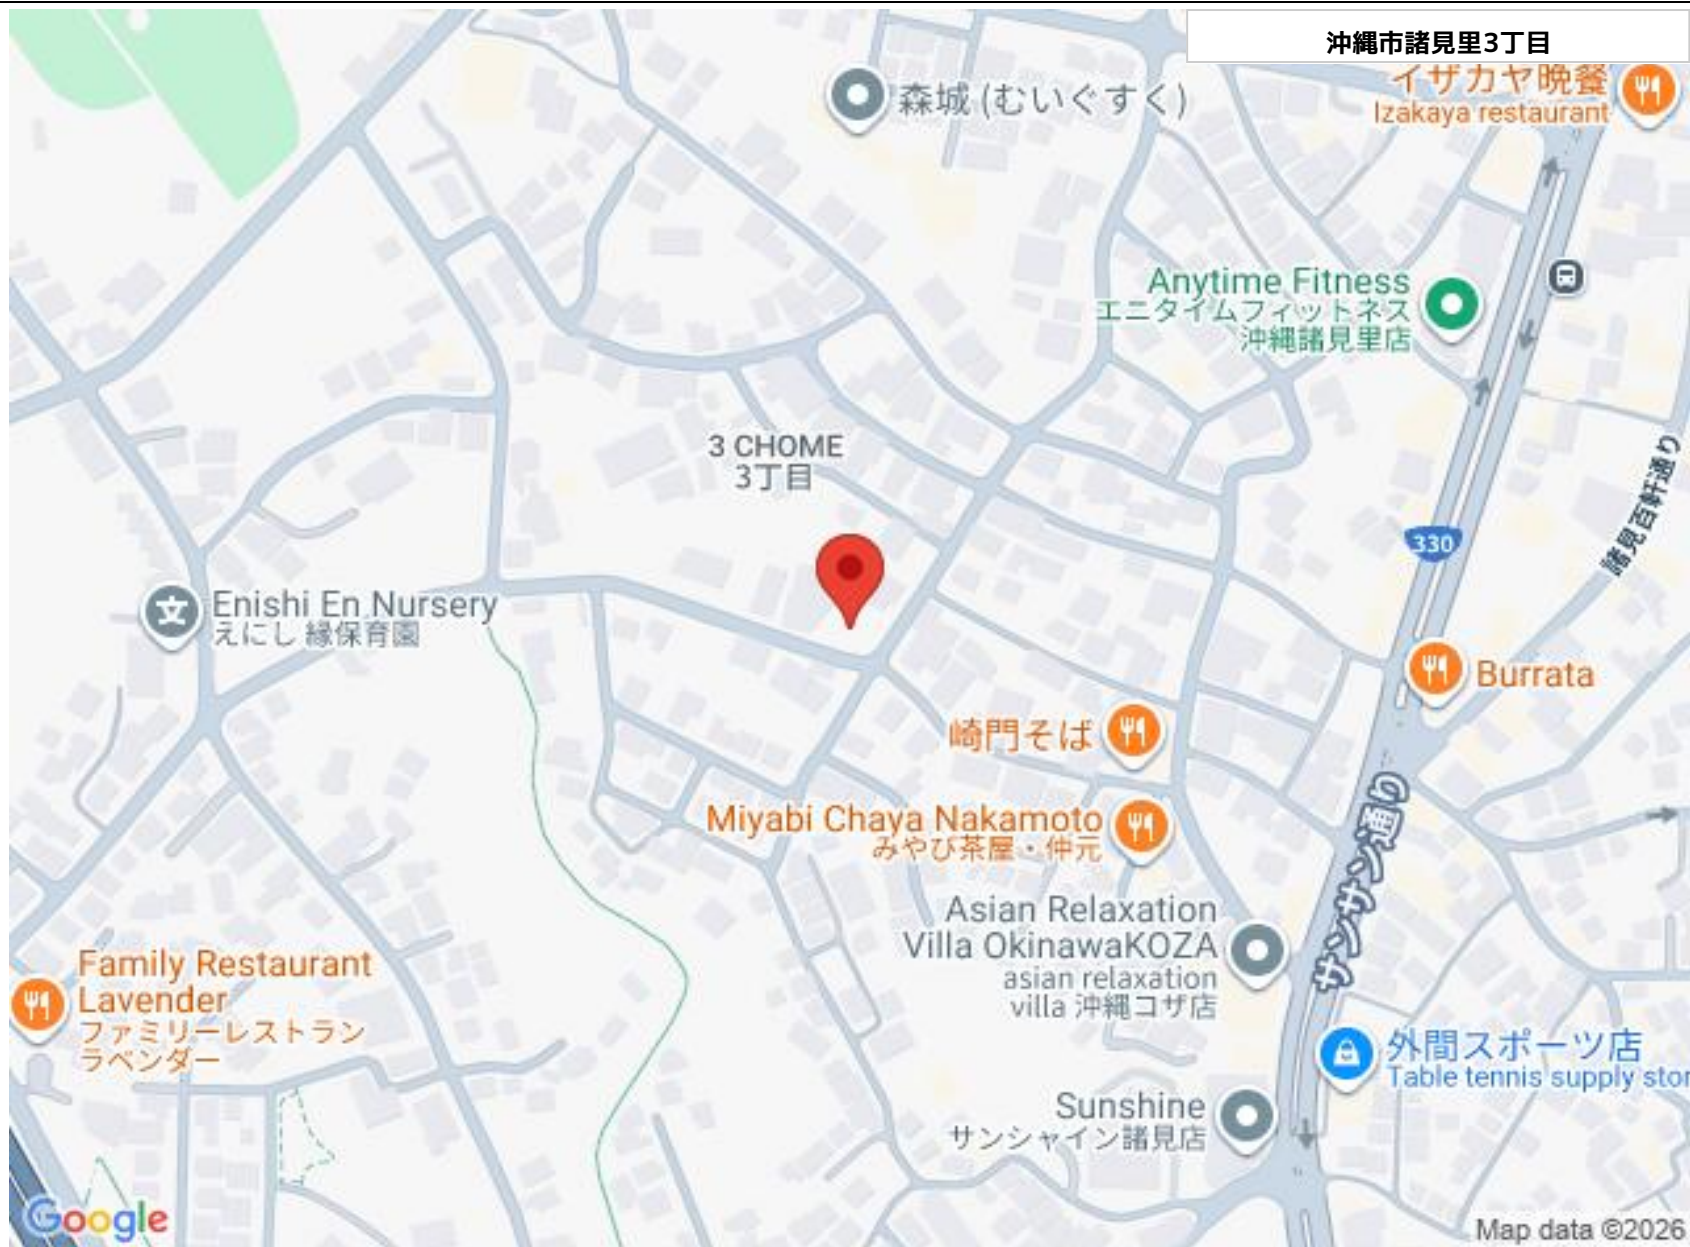 沖縄市諸見里3丁目
イザカヤ晩餐
Izakaya restaurant
森城 (むいぐすく)
Anytime Fitness
エニタイムフィットネス
沖縄諸見里店
3 CHOME
3丁目
諸見百軒通り
330
Enishi En Nursery
えにし 縁保育園
文
Burrata
崎門そば
Miyabi Chaya Nakamoto
みやび茶屋・仲元
サンサン通り
Asian Relaxation
Villa OkinawaKOZA
asian relaxation
villa 沖縄コザ店
Family Restaurant
Lavender
ファミリーレストラン
ラベンダー
外間スポーツ店
Table tennis supply stor
Sunshine
サンシャイン諸見店
Google
Map data ©2026